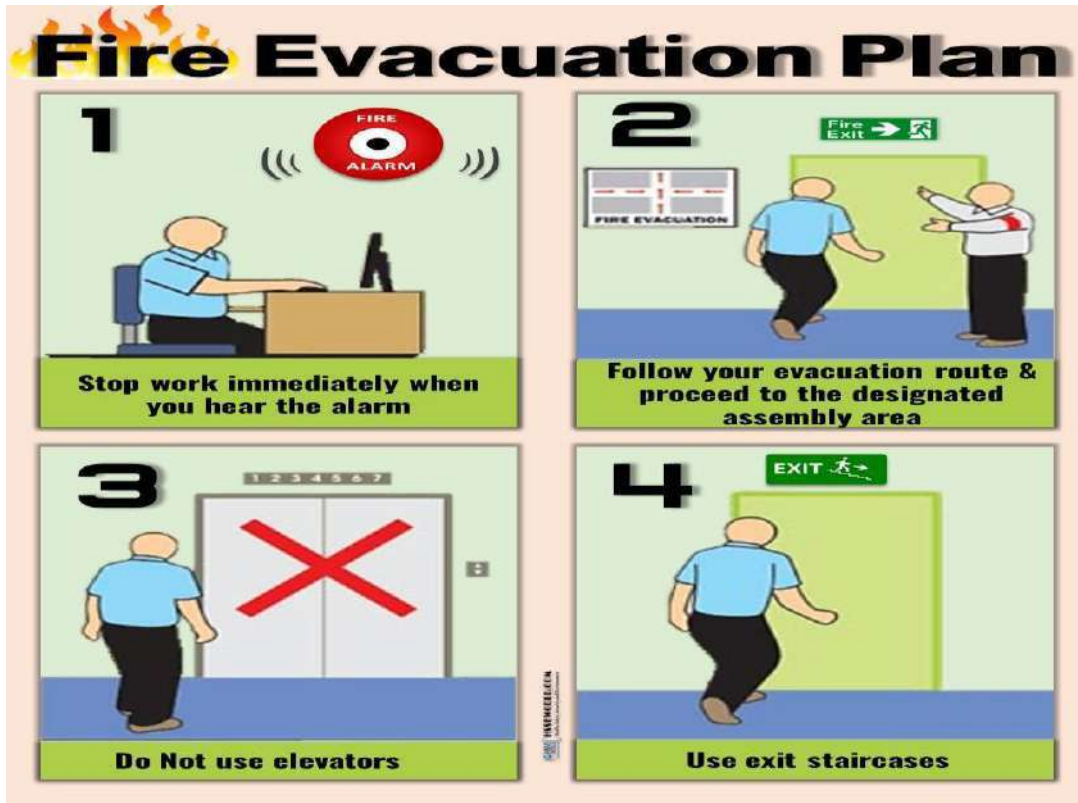 Fire Evacuation Plan
1
FIRE
ALARM
Stop work immediately when
you hear the alarm
2
Fire
Exit
FIRE EVACUATION
Follow your evacuation route &
proceed to the designated
assembly area
3
1 2 3 4 5 6 7
Do Not use elevators
4
EXIT
Use exit staircases